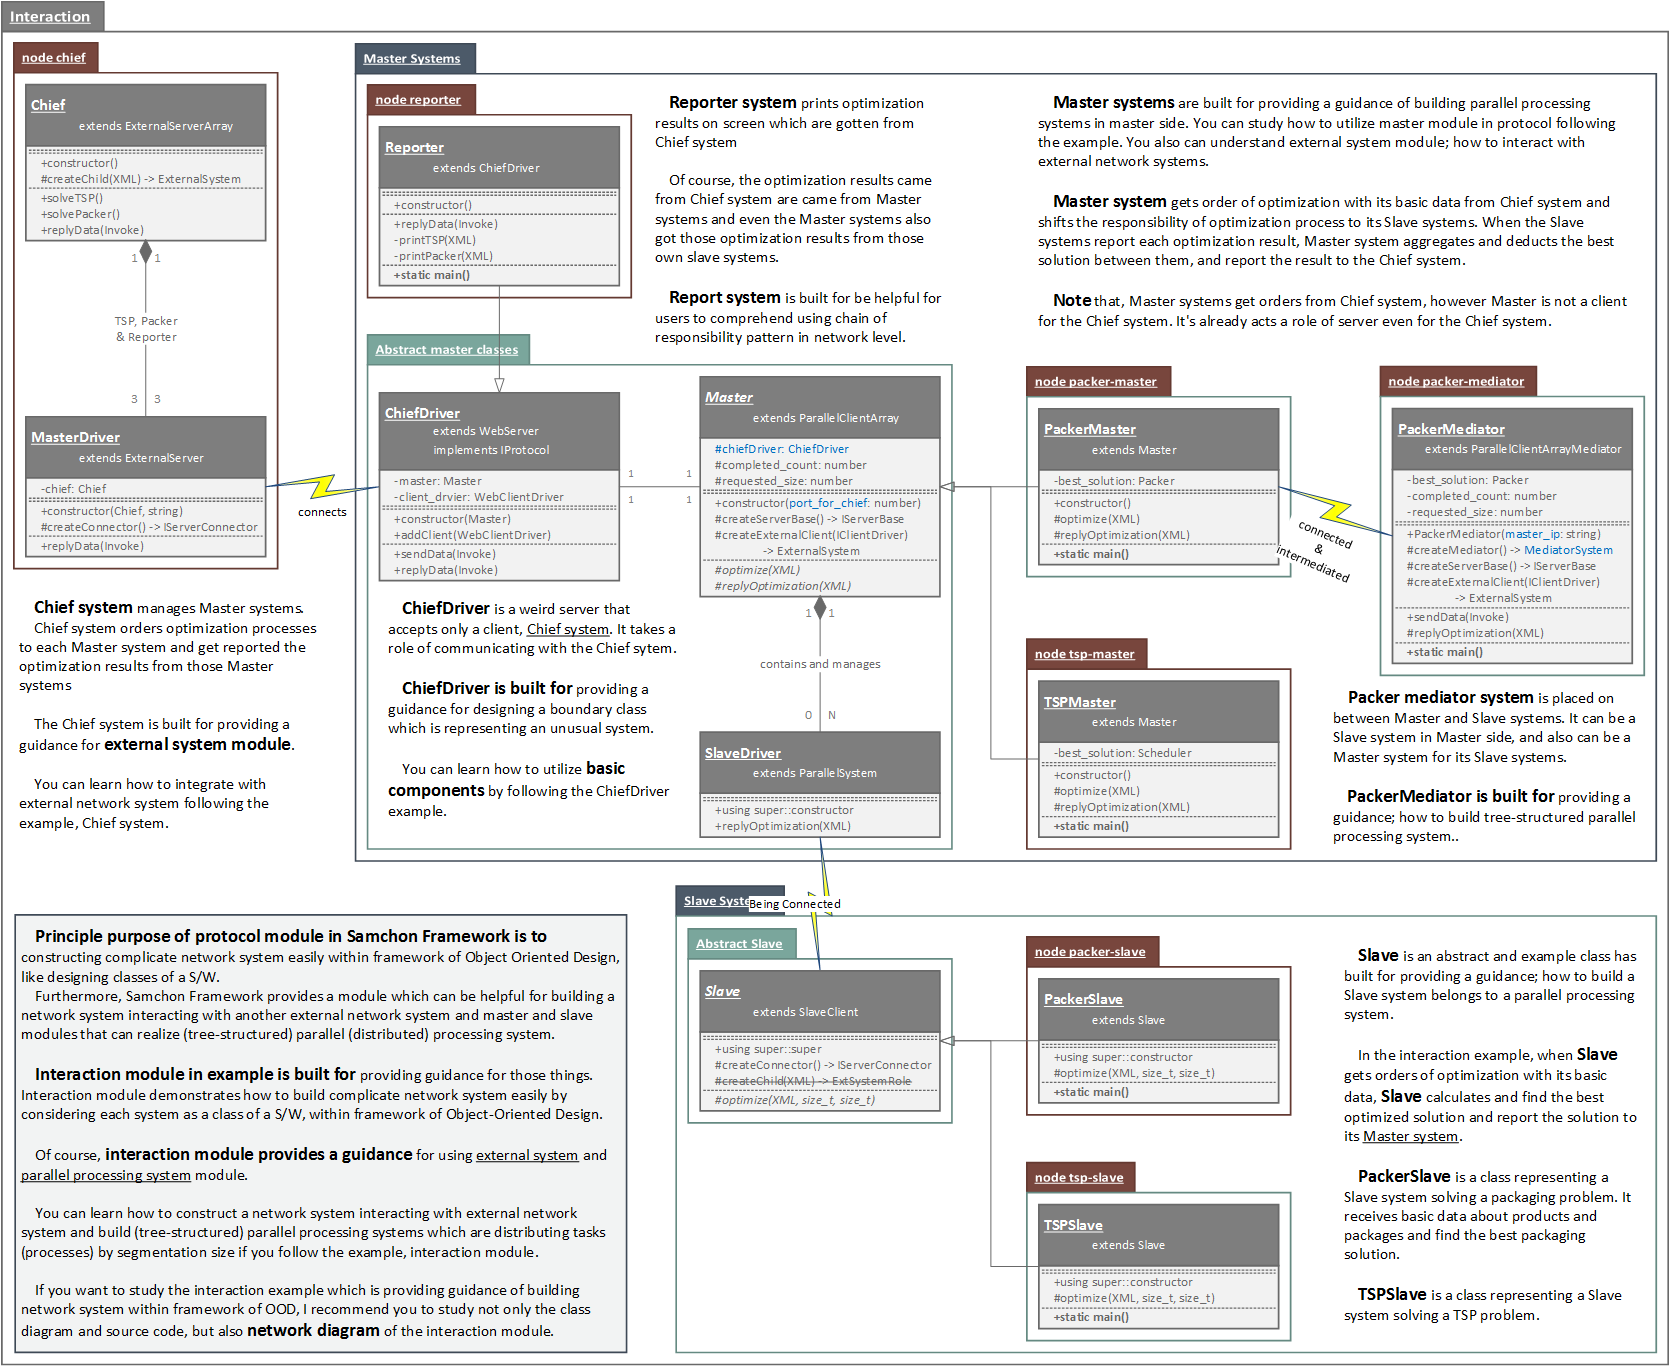 Interaction
node chief
Chief
extends ExternalServerArray
+constructor()
#createChild(XML) -> ExternalSystem
+solveTSP()
+solvePacker()
+replyData(Invoke)
1 1
TSP, Packer
& Reporter
3 3
MasterDriver
extends ExternalServer
-chief: Chief
+constructor(Chief, string)
#createConnector() -> IServerConnector
+replyData(Invoke)
connects
Chief system manages Master systems.
Chief system orders optimization processes
to each Master system and get reported the
optimization results from those Master
systems
The Chief system is built for providing a
guidance for external system module.
You can learn how to integrate with
external network system following the
example, Chief system.
Master Systems
node reporter
Reporter
extends ChiefDriver
+constructor()
+replyData(Invoke)
-printTSP(XML)
-printPacker(XML)
+static main()
Reporter system prints optimization
results on screen which are gotten from
Chief system
Of course, the optimization results came
from Chief system are came from Master
systems and even the Master systems also
got those optimization results from those
own slave systems.
Report system is built for be helpful for
users to comprehend using chain of
responsibility pattern in network level.
Master systems are built for providing a guidance of building parallel processing
systems in master side. You can study how to utilize master module in protocol following
the example. You also can understand external system module; how to interact with
external network systems.
Master system gets order of optimization with its basic data from Chief system and
shifts the responsibility of optimization process to its Slave systems. When the Slave
systems report each optimization result, Master system aggregates and deducts the best
solution between them, and report the result to the Chief system.
Note that, Master systems get orders from Chief system, however Master is not a client
for the Chief system. It's already acts a role of server even for the Chief system.
Abstract master classes
ChiefDriver
extends WebServer
implements IProtocol
-master: Master
-client_drvier: WebClientDriver
+constructor(Master)
+addClient(WebClientDriver)
+sendData(Invoke)
+replyData(Invoke)
1 1
1 1
Master
extends ParallelClientArray
#chiefDriver: ChiefDriver
#completed_count: number
#requested_size: number
+constructor(port_for_chief: number)
#createServerBase() -> IServerBase
#createExternalClient(IClientDriver)
-> ExternalSystem
#optimize(XML)
#replyOptimization(XML)
1 1
contains and manages
0 N
SlaveDriver
extends ParallelSystem
+using super::constructor
+replyOptimization(XML)
ChiefDriver is a weird server that
accepts only a client, Chief system. It takes a
role of communicating with the Chief sytem.
ChiefDriver is built for providing a
guidance for designing a boundary class
which is representing an unusual system.
You can learn how to utilize basic
components by following the ChiefDriver
example.
node packer-master
PackerMaster
extends Master
-best_solution: Packer
+constructor()
#optimize(XML)
#replyOptimization(XML)
+static main()
connected
&
intermediated
node packer-mediator
PackerMediator
extends ParallelClientArrayMediator
-best_solution: Packer
-completed_count: number
-requested_size: number
+PackerMediator(master_ip: string)
#createMediator() -> MediatorSystem
#createServerBase() -> IServerBase
#createExternalClient(IClientDriver)
-> ExternalSystem
+sendData(Invoke)
#replyOptimization(XML)
+static main()
node tsp-master
TSPMaster
extends Master
-best_solution: Scheduler
+constructor()
#optimize(XML)
#replyOptimization(XML)
+static main()
Packer mediator system is placed on
between Master and Slave systems. It can be a
Slave system in Master side, and also can be a
Master system for its Slave systems.
PackerMediator is built for providing a
guidance; how to build tree-structured parallel
processing system..
Being Connected
Abstract Slave
Slave
extends SlaveClient
+using super::super
#createConnector() -> IServerConnector
#createChild(XML) -> ExtSystemRole
#optimize(XML, size_t, size_t)
node packer-slave
PackerSlave
extends Slave
+using super::constructor
#optimize(XML, size_t, size_t)
+static main()
node tsp-slave
TSPSlave
extends Slave
+using super::constructor
#optimize(XML, size_t, size_t)
+static main()
Slave is an abstract and example class has
built for providing a guidance; how to build a
Slave system belongs to a parallel processing
system.
In the interaction example, when Slave
gets orders of optimization with its basic
data, Slave calculates and find the best
optimized solution and report the solution to
its Master system.
PackerSlave is a class representing a
Slave system solving a packaging problem. It
receives basic data about products and
packages and find the best packaging
solution.
TSPSlave is a class representing a Slave
system solving a TSP problem.
Principle purpose of protocol module in Samchon Framework is to
constructing complicate network system easily within framework of Object Oriented Design,
like designing classes of a S/W.
Furthermore, Samchon Framework provides a module which can be helpful for building a
network system interacting with another external network system and master and slave
modules that can realize (tree-structured) parallel (distributed) processing system.
Interaction module in example is built for providing guidance for those things.
Interaction module demonstrates how to build complicate network system easily by
considering each system as a class of a S/W, within framework of Object-Oriented Design.
Of course, interaction module provides a guidance for using external system and
parallel processing system module.
You can learn how to construct a network system interacting with external network
system and build (tree-structured) parallel processing systems which are distributing tasks
(processes) by segmentation size if you follow the example, interaction module.
If you want to study the interaction example which is providing guidance of building
network system within framework of OOD, I recommend you to study not only the class
diagram and source code, but also network diagram of the interaction module.
Slave